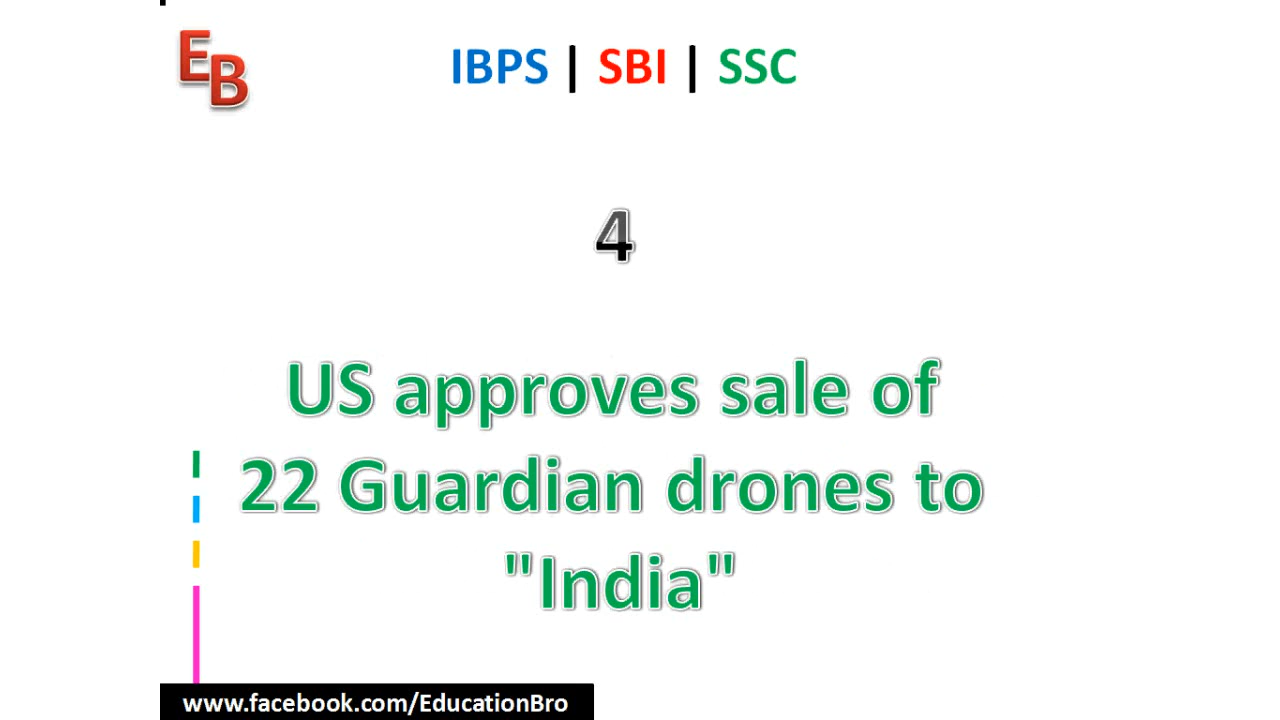 EB
IBPS | SBI | SSC
4
US approves sale of
22 Guardian drones to
"India"
www.facebook.com/EducationBro